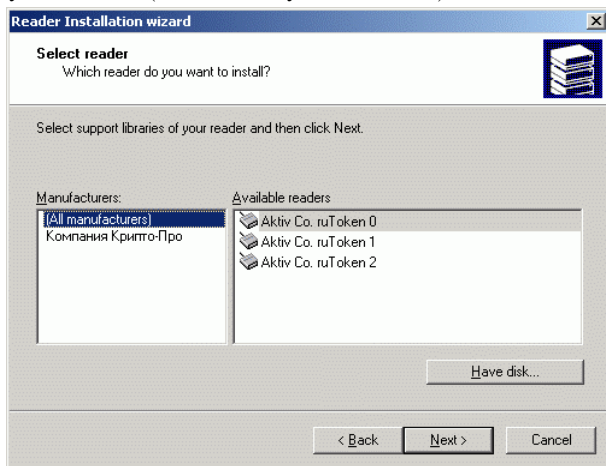 Reader Installation wizard
Select reader
Which reader do you want to install?
Select support libraries of your reader and then click Next.
Manufacturers:
(All manufacturers)
Компания Крипто-Про
Available readers
Aktiv Co. ruToken 0
Aktiv Co. ruToken 1
Aktiv Co. ruToken 2
Have disk...
< Back
Next >
Cancel